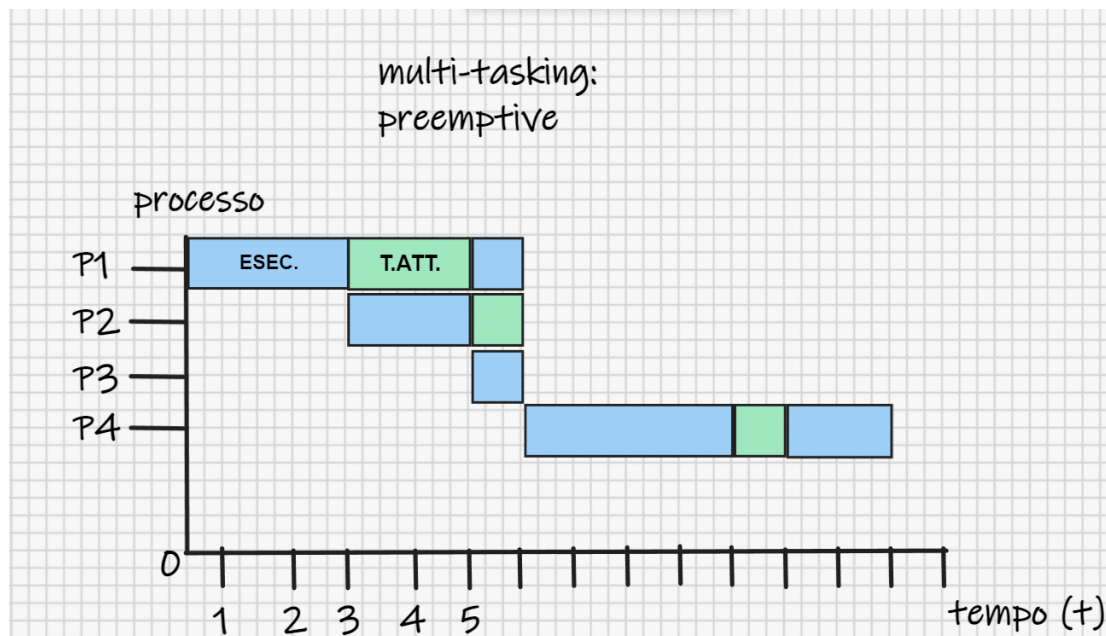 multi-tasking:
preemptive
processo
P1
ESEC.
T.ATT.
P2
P3
P4
0
1 2 3 4 5
tempo (t)